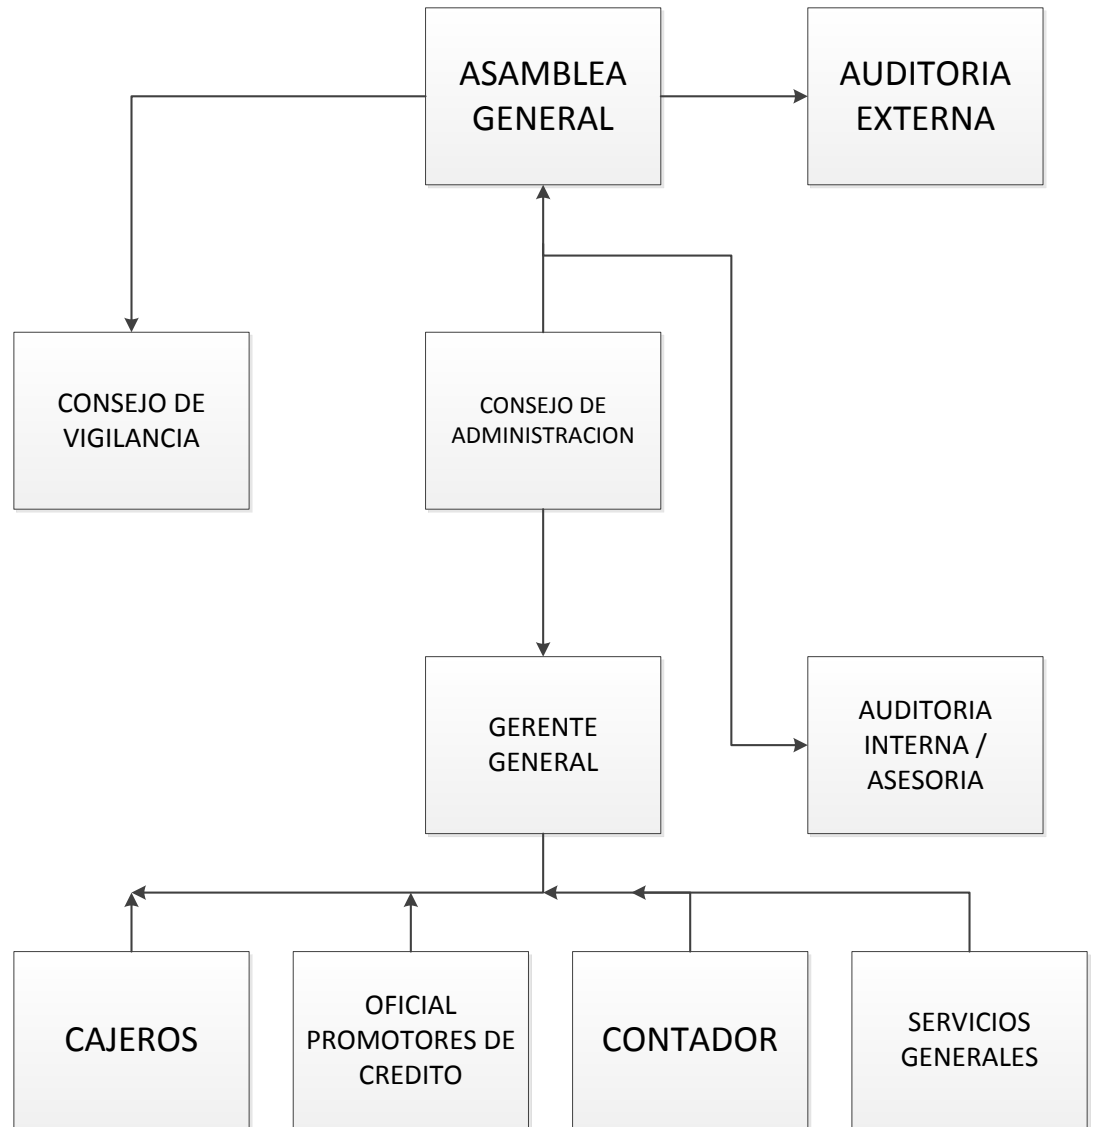 ASAMBLEA
GENERAL
AUDITORIA
EXTERNA
CONSEJO DE
VIGILANCIA
CONSEJO DE
ADMINISTRACION
GERENTE
GENERAL
AUDITORIA
INTERNA /
ASESORIA
CAJEROS
OFICIAL
PROMOTORES DE
CREDITO
CONTADOR
SERVICIOS
GENERALES